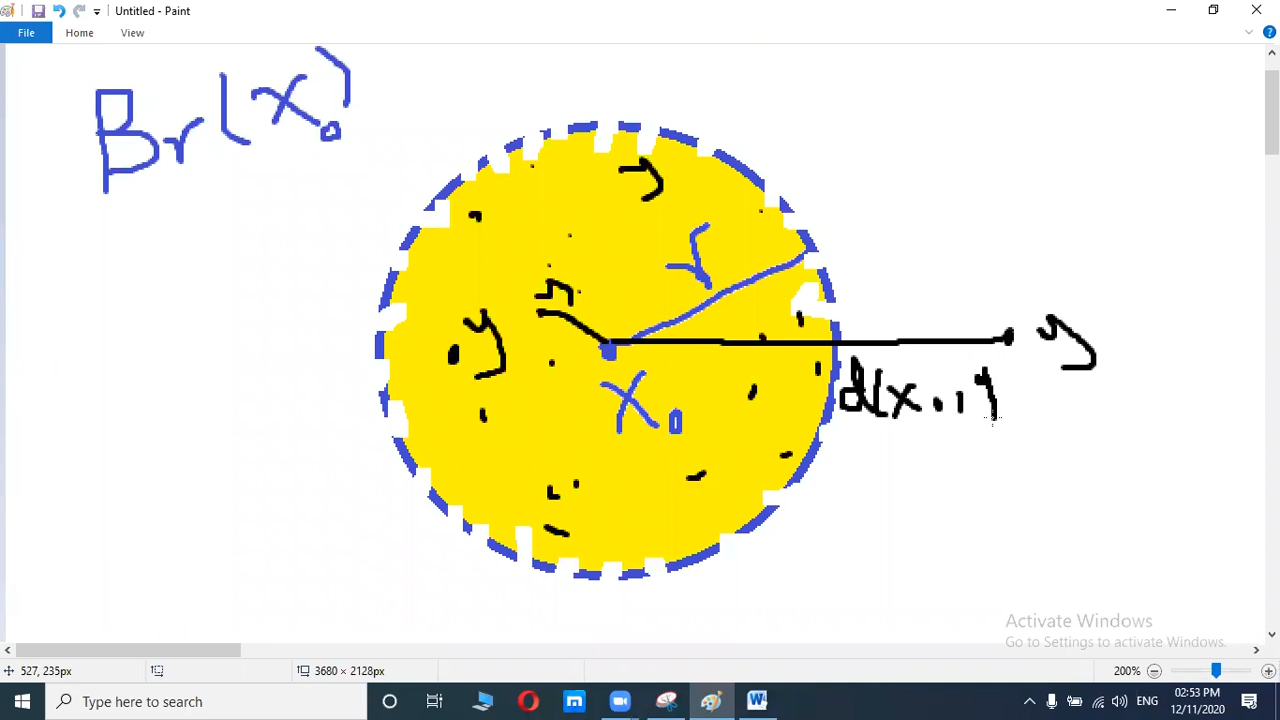 Untitled - Paint
File Home View
Br(x0)
y
r
y
y
y
x0
d(x0,y
Activate Windows
Go to Settings to activate Windows.
527, 235px
3680 × 2128px
200%
Type here to search
ENG
02:53 PM
12/11/2020